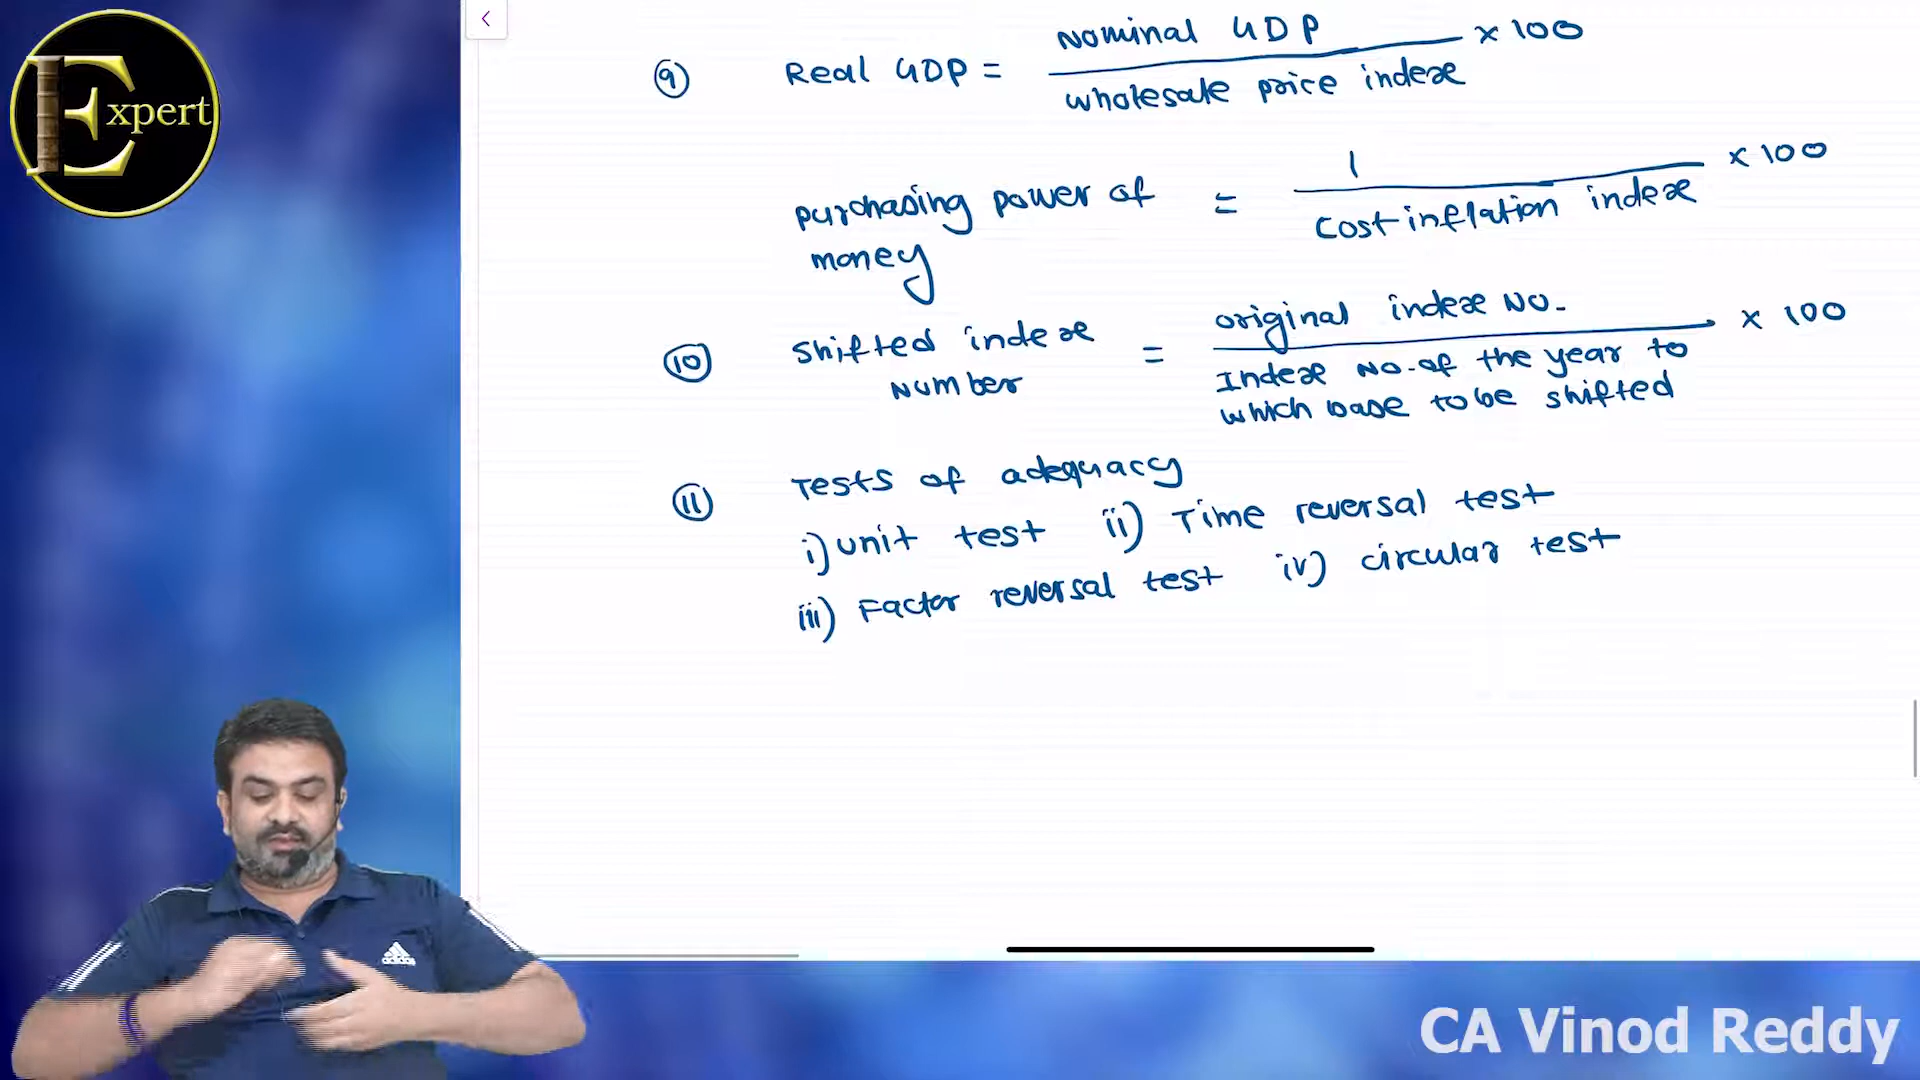 Expert
⑨ Real GDP = Nominal GDP / wholesale price index × 100
purchasing power of money = 1 / cost inflation index × 100
⑩ shifted index number = original index No. / Index No. of the year to which base to be shifted × 100
⑪ Tests of adequacy
i) unit test ii) Time reversal test
iii) Factor reversal test iv) circular test
adidas
CA Vinod Reddy